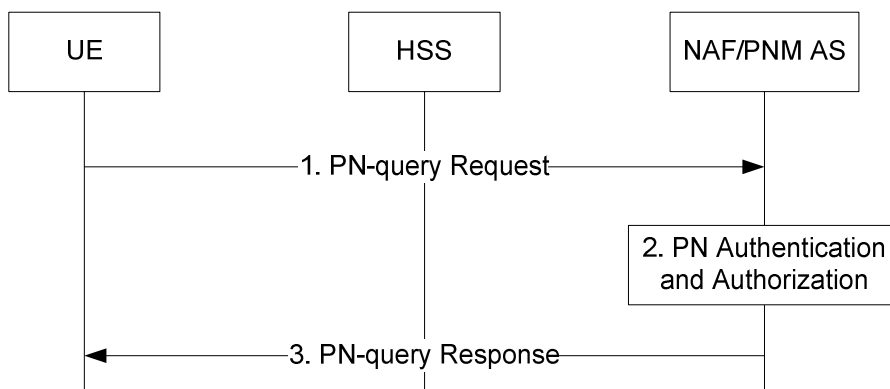 UE
HSS
NAF/PNM AS
1. PN-query Request
2. PN Authentication
and Authorization
3. PN-query Response